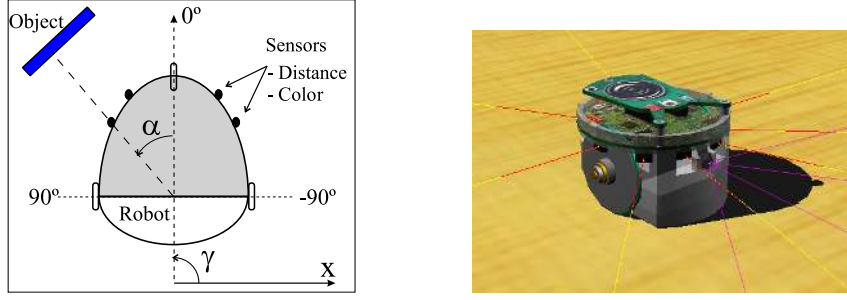 Object
0º
Sensors
- Distance
- Color
α
90º
-90º
Robot
γ
X